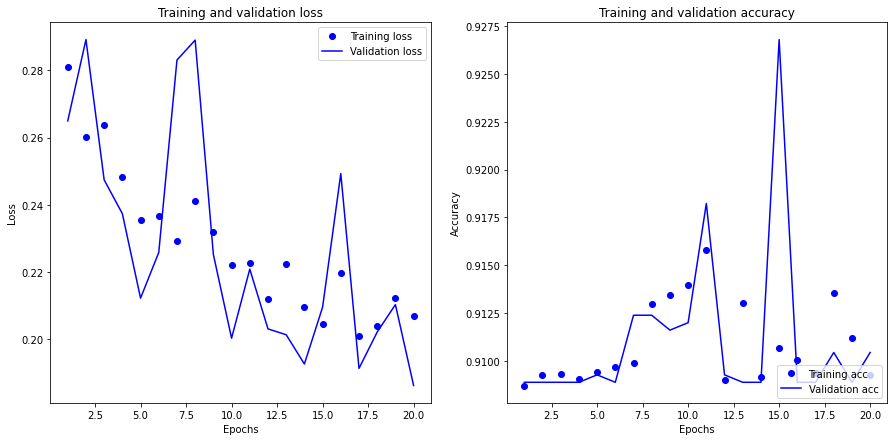 Training and validation loss
Training loss
Validation loss
0.28
0.26
0.24
0.22
0.20
Loss
2.5
5.0
7.5
10.0
12.5
15.0
17.5
20.0
Epochs
Training and validation accuracy
0.9275
0.9250
0.9225
0.9200
0.9175
0.9150
0.9125
0.9100
Accuracy
Training acc
Validation acc
2.5
5.0
7.5
10.0
12.5
15.0
17.5
20.0
Epochs